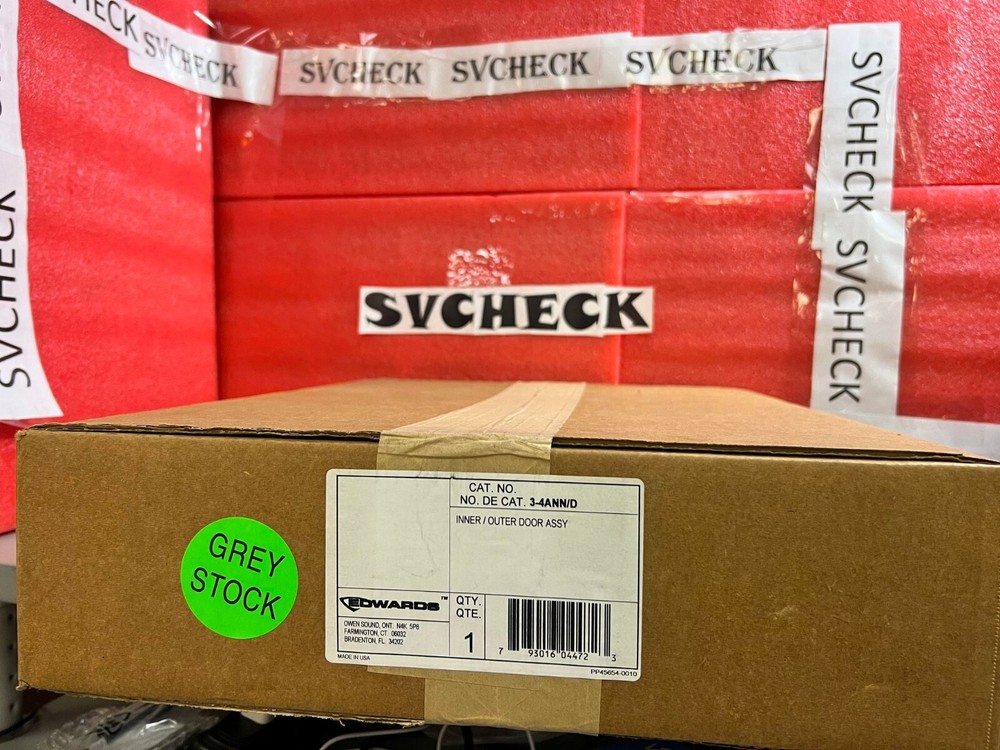 HECK
SVCHECK
SVCHECK
SVCHECK
SVCHECK
SVCHECK
SVCHECK
SVCHECK
SVCHECK
GREY
STOCK
CAT. NO.
NO. DE CAT. 3-4ANN/D
INNER / OUTER DOOR ASSY
EDWARDS™
OWEN SOUND, ONT. N4K 5P8
FARMINGTON, CT. 06032
BRADENTON, FL. 34202
MADE IN USA
QTY.
QTE.
1
7 93016 04472 3
PP45654-0010